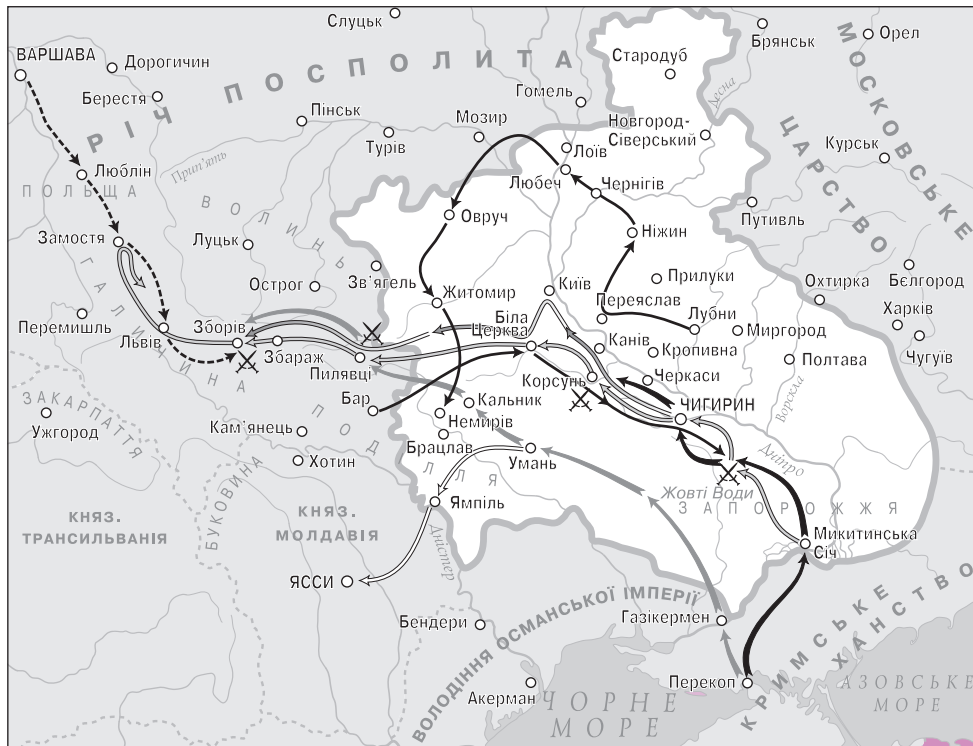 Слуцьк
Брянськ
Орел
ВАРШАВА
Дорогичин
Стародуб
МОСКОВСЬКЕ
ЦАРСТВО
РІЧ ПОСПОЛИТА
Берестя
Пінськ
Гомель
Десна
Мозир
Новгород-
Сіверський
Турів
Курськ
Прип'ять
Лоїв
Люблін
ПОЛЬЩА
Любеч
Чернігів
ВОЛИНЬ
Путивль
Овруч
Ніжин
Замостя
Луцьк
Зв'ягель
Прилуки
Охтирка
Бєлгород
ГАЛИЧИНА
Острог
Житомир
Київ
Переяслав
Харків
Перемишль
Львів
Зборів
Біла
Церква
Лубни
Миргород
Чугуїв
Збараж
Канів
Кропивна
Полтава
Пилявці
Корсунь
Черкаси
Ворскла
ЗАКАРПАТТЯ
Бар
Кальник
ЧИГИРИН
Ужгород
Кам'янець
ПОДІЛЛЯ
Немирів
Брацлав
Дніпро
Хотин
Умань
БУКОВИНА
Жовті Води
ЗАПОРОЖЖЯ
Ямпіль
КНЯЗ.
ТРАНСИЛЬВАНІЯ
КНЯЗ.
МОЛДАВІЯ
Микитинська
Січ
Дністер
ЯССИ
ВОЛОДІННЯ ОСМАНСЬКОЇ ІМПЕРІЇ
Бендери
Газікермен
КРИМСЬКЕ
ХАНСТВО
Акерман
Перекоп
ЧОРНЕ
МОРЕ
АЗОВСЬКЕ
МОРЕ